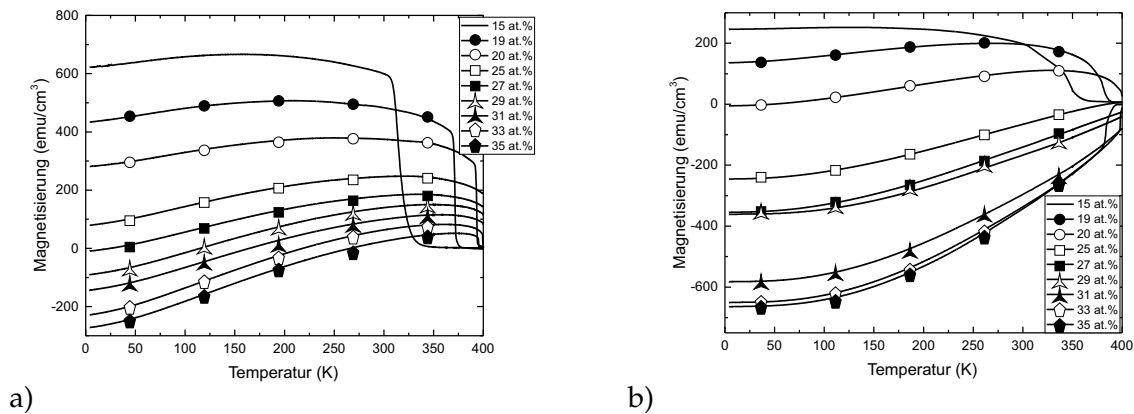 800
600
400
200
0
-200
0 50 100 150 200 250 300 350 400
Magnetisierung (emu/cm³)
Temperatur (K)
15 at.%
19 at.%
20 at.%
25 at.%
27 at.%
29 at.%
31 at.%
33 at.%
35 at.%
a)
200
0
-200
-400
-600
0 50 100 150 200 250 300 350 400
Magnetisierung (emu/cm³)
Temperatur (K)
15 at.%
19 at.%
20 at.%
25 at.%
27 at.%
29 at.%
31 at.%
33 at.%
35 at.%
b)